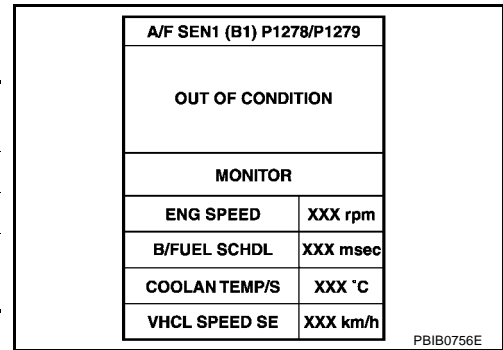 A/F SEN1 (B1) P1278/P1279
OUT OF CONDITION
MONITOR
ENG SPEED XXX rpm
B/FUEL SCHDL XXX msec
COOLAN TEMP/S XXX °C
VHCL SPEED SE XXX km/h
PBIB0756E